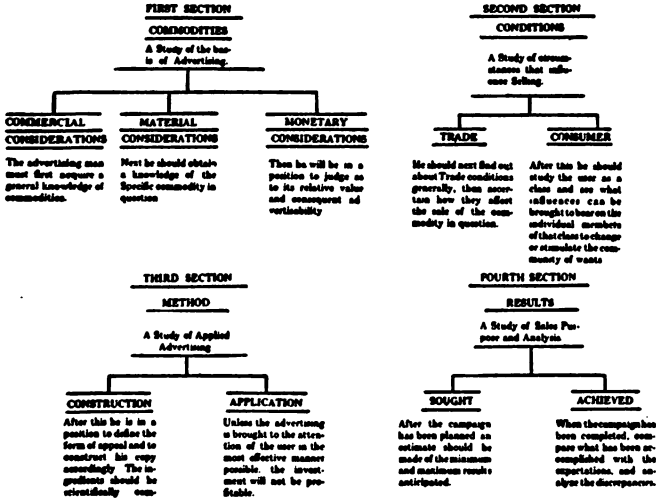 FIRST SECTION
COMMODITIES
A Study of the bas-
is of Advertising.
COMMERCIAL
CONSIDERATIONS
The advertising man
must first acquire a
general knowledge of
commodities.
MATERIAL
CONSIDERATIONS
Next he should obtain
a knowledge of the
Specific commodity in
question
MONETARY
CONSIDERATIONS
Then he will be in a
position to judge as
to its relative value
and consequent ad
vertisability
SECOND SECTION
CONDITIONS
A Study of circum-
stances that influ-
ence Selling.
TRADE
He should next find out
about Trade conditions
generally, then ascer-
tain how they affect
the sale of the com-
modity in question.
CONSUMER
After this he should
study the user as a
class and see what
influences can be
brought to bear on the
individual members
of that class to change
or stimulate the com-
munity of wants
THIRD SECTION
METHOD
A Study of Applied
Advertising
CONSTRUCTION
After this he is in a
position to define the
form of appeal and to
construct his copy
accordingly. The in-
gredients should be
scientifically com-
APPLICATION
Unless the advertising
is brought to the atten-
tion of the user in the
most effective manner
possible, the invest-
ment will not be pro-
fitable.
FOURTH SECTION
RESULTS
A Study of Sales Pur-
poses and Analysis
SOUGHT
After the campaign
has been planned an
estimate should be
made of the minimum
and maximum results
anticipated.
ACHIEVED
When the campaign has
been completed, com-
pare what has been ac-
complished with the
expectations, and an-
alyze the discrepancies.